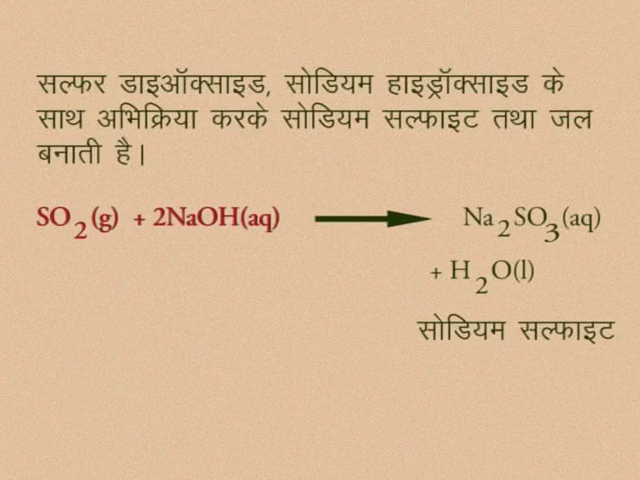 सल्फर डाइऑक्साइड, सोडियम हाइड्रॉक्साइड के
साथ अभिक्रिया करके सोडियम सल्फाइट तथा जल
बनाती है।
SO₂(g) + 2NaOH(aq) ⟶ Na₂SO₃(aq)
+ H₂O(l)
सोडियम सल्फाइट